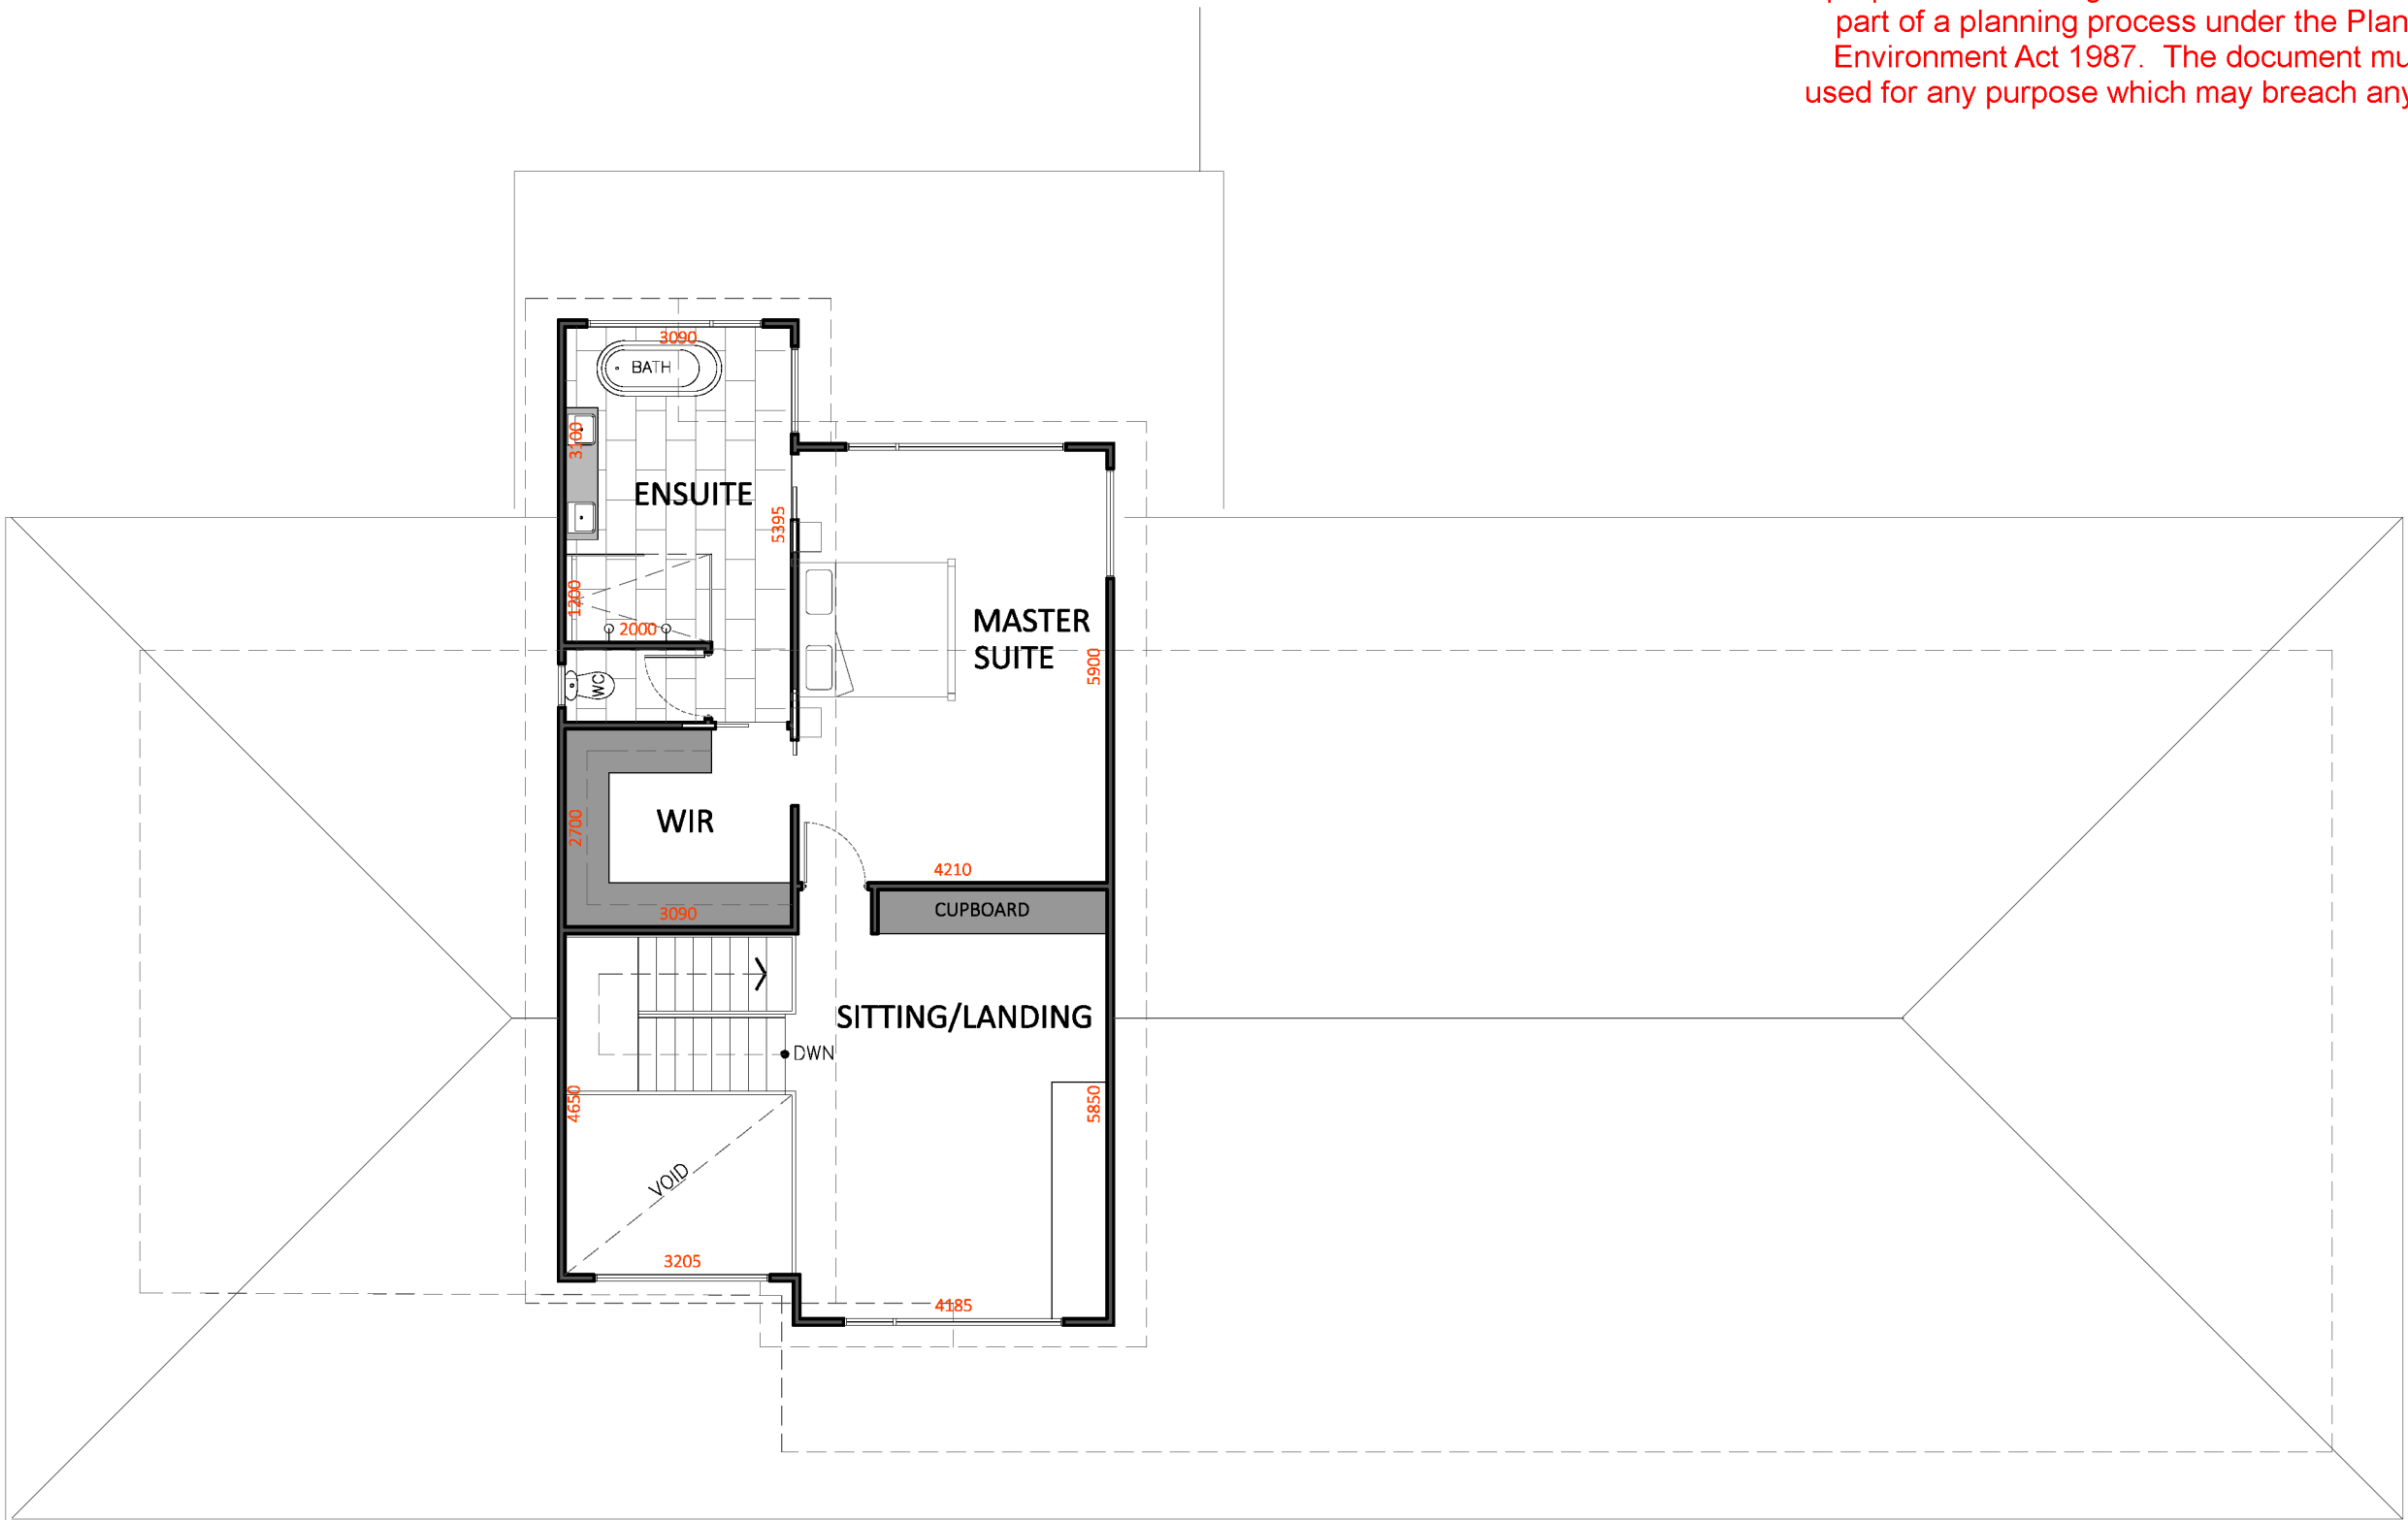 part of a planning process under the Plan
Environment Act 1987. The document mu
used for any purpose which may breach any
3090
BATH
3100
ENSUITE
5395
1200
2000
MASTER
SUITE
5900
WC
2700
WIR
4210
3090
CUPBOARD
SITTING/LANDING
DWN
4650
5850
VOID
3205
4185